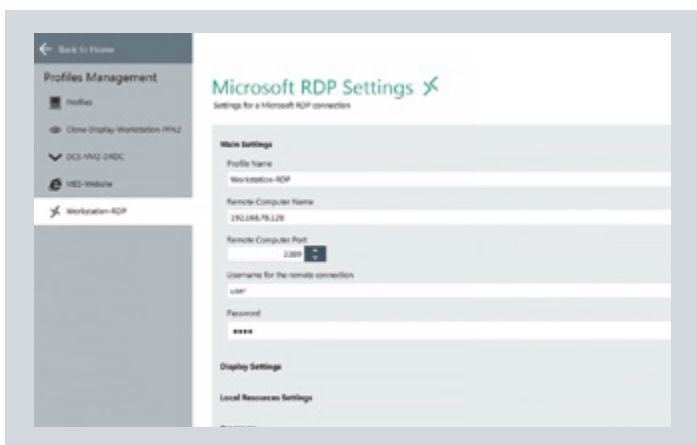 Back to Home
Profiles Management
Profiles
Clone-Display-Workstation-
DCS-VM2-DRDC
MES-Website
Workstation-RDP
Microsoft RDP Settings
Settings for a Microsoft RDP connection
Main Settings
Profile Name
Workstation-RDP
Remote Computer Name
192.168.76.128
Remote Computer Port
3389
Username for the remote connection
user
Password
Display Settings
Local Resources Settings